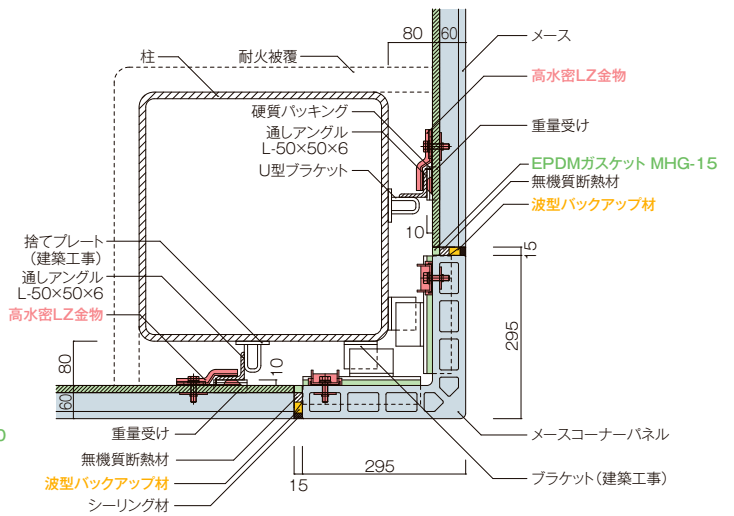 80
60
メース
柱
耐火被覆
高水密LZ金物
硬質パッキング
通しアングル
L-50×50×6
U型ブラケット
重量受け
EPDMガスケット MHG-15
無機質断熱材
波型バックアップ材
10
15
捨てプレート
(建築工事)
通しアングル
L-50×50×6
高水密LZ金物
80
60
10
295
0
重量受け
無機質断熱材
波型バックアップ材
シーリング材
15
295
メースコーナーパネル
ブラケット(建築工事)